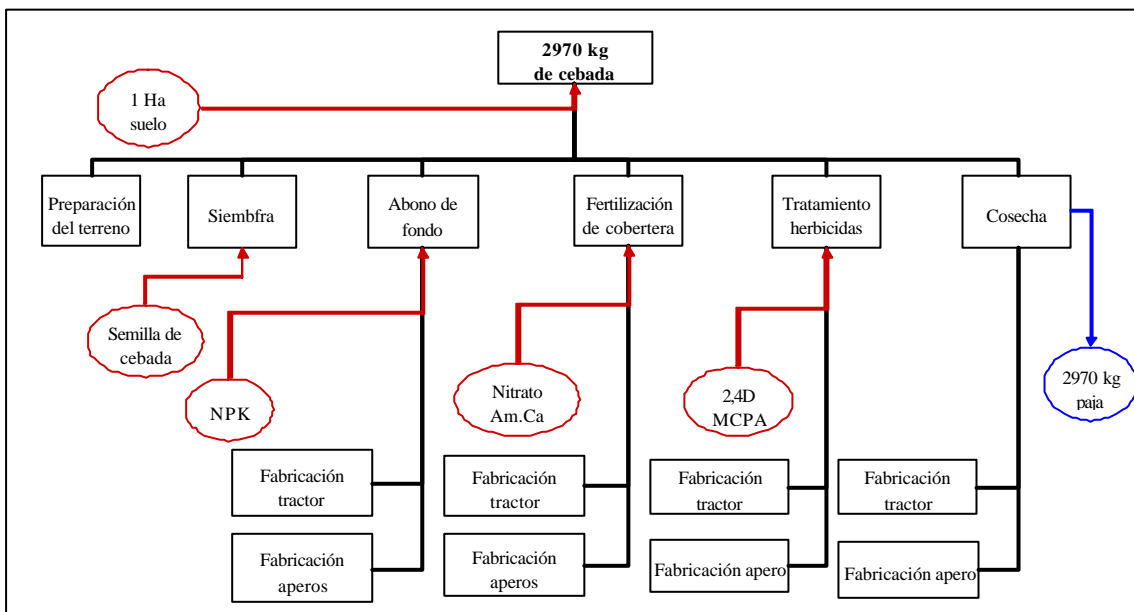 2970 kg
de cebada
1 Ha
suelo
Preparación
del terreno
Siembfra
Abono de
fondo
Fertilización
de cobertera
Tratamiento
herbicidas
Cosecha
Semilla de
cebada
NPK
Nitrato
Am.Ca
2,4D
MCPA
2970 kg
paja
Fabricación
tractor
Fabricación
tractor
Fabricación
tractor
Fabricación
tractor
Fabricación
aperos
Fabricación
aperos
Fabricación apero
Fabricación apero